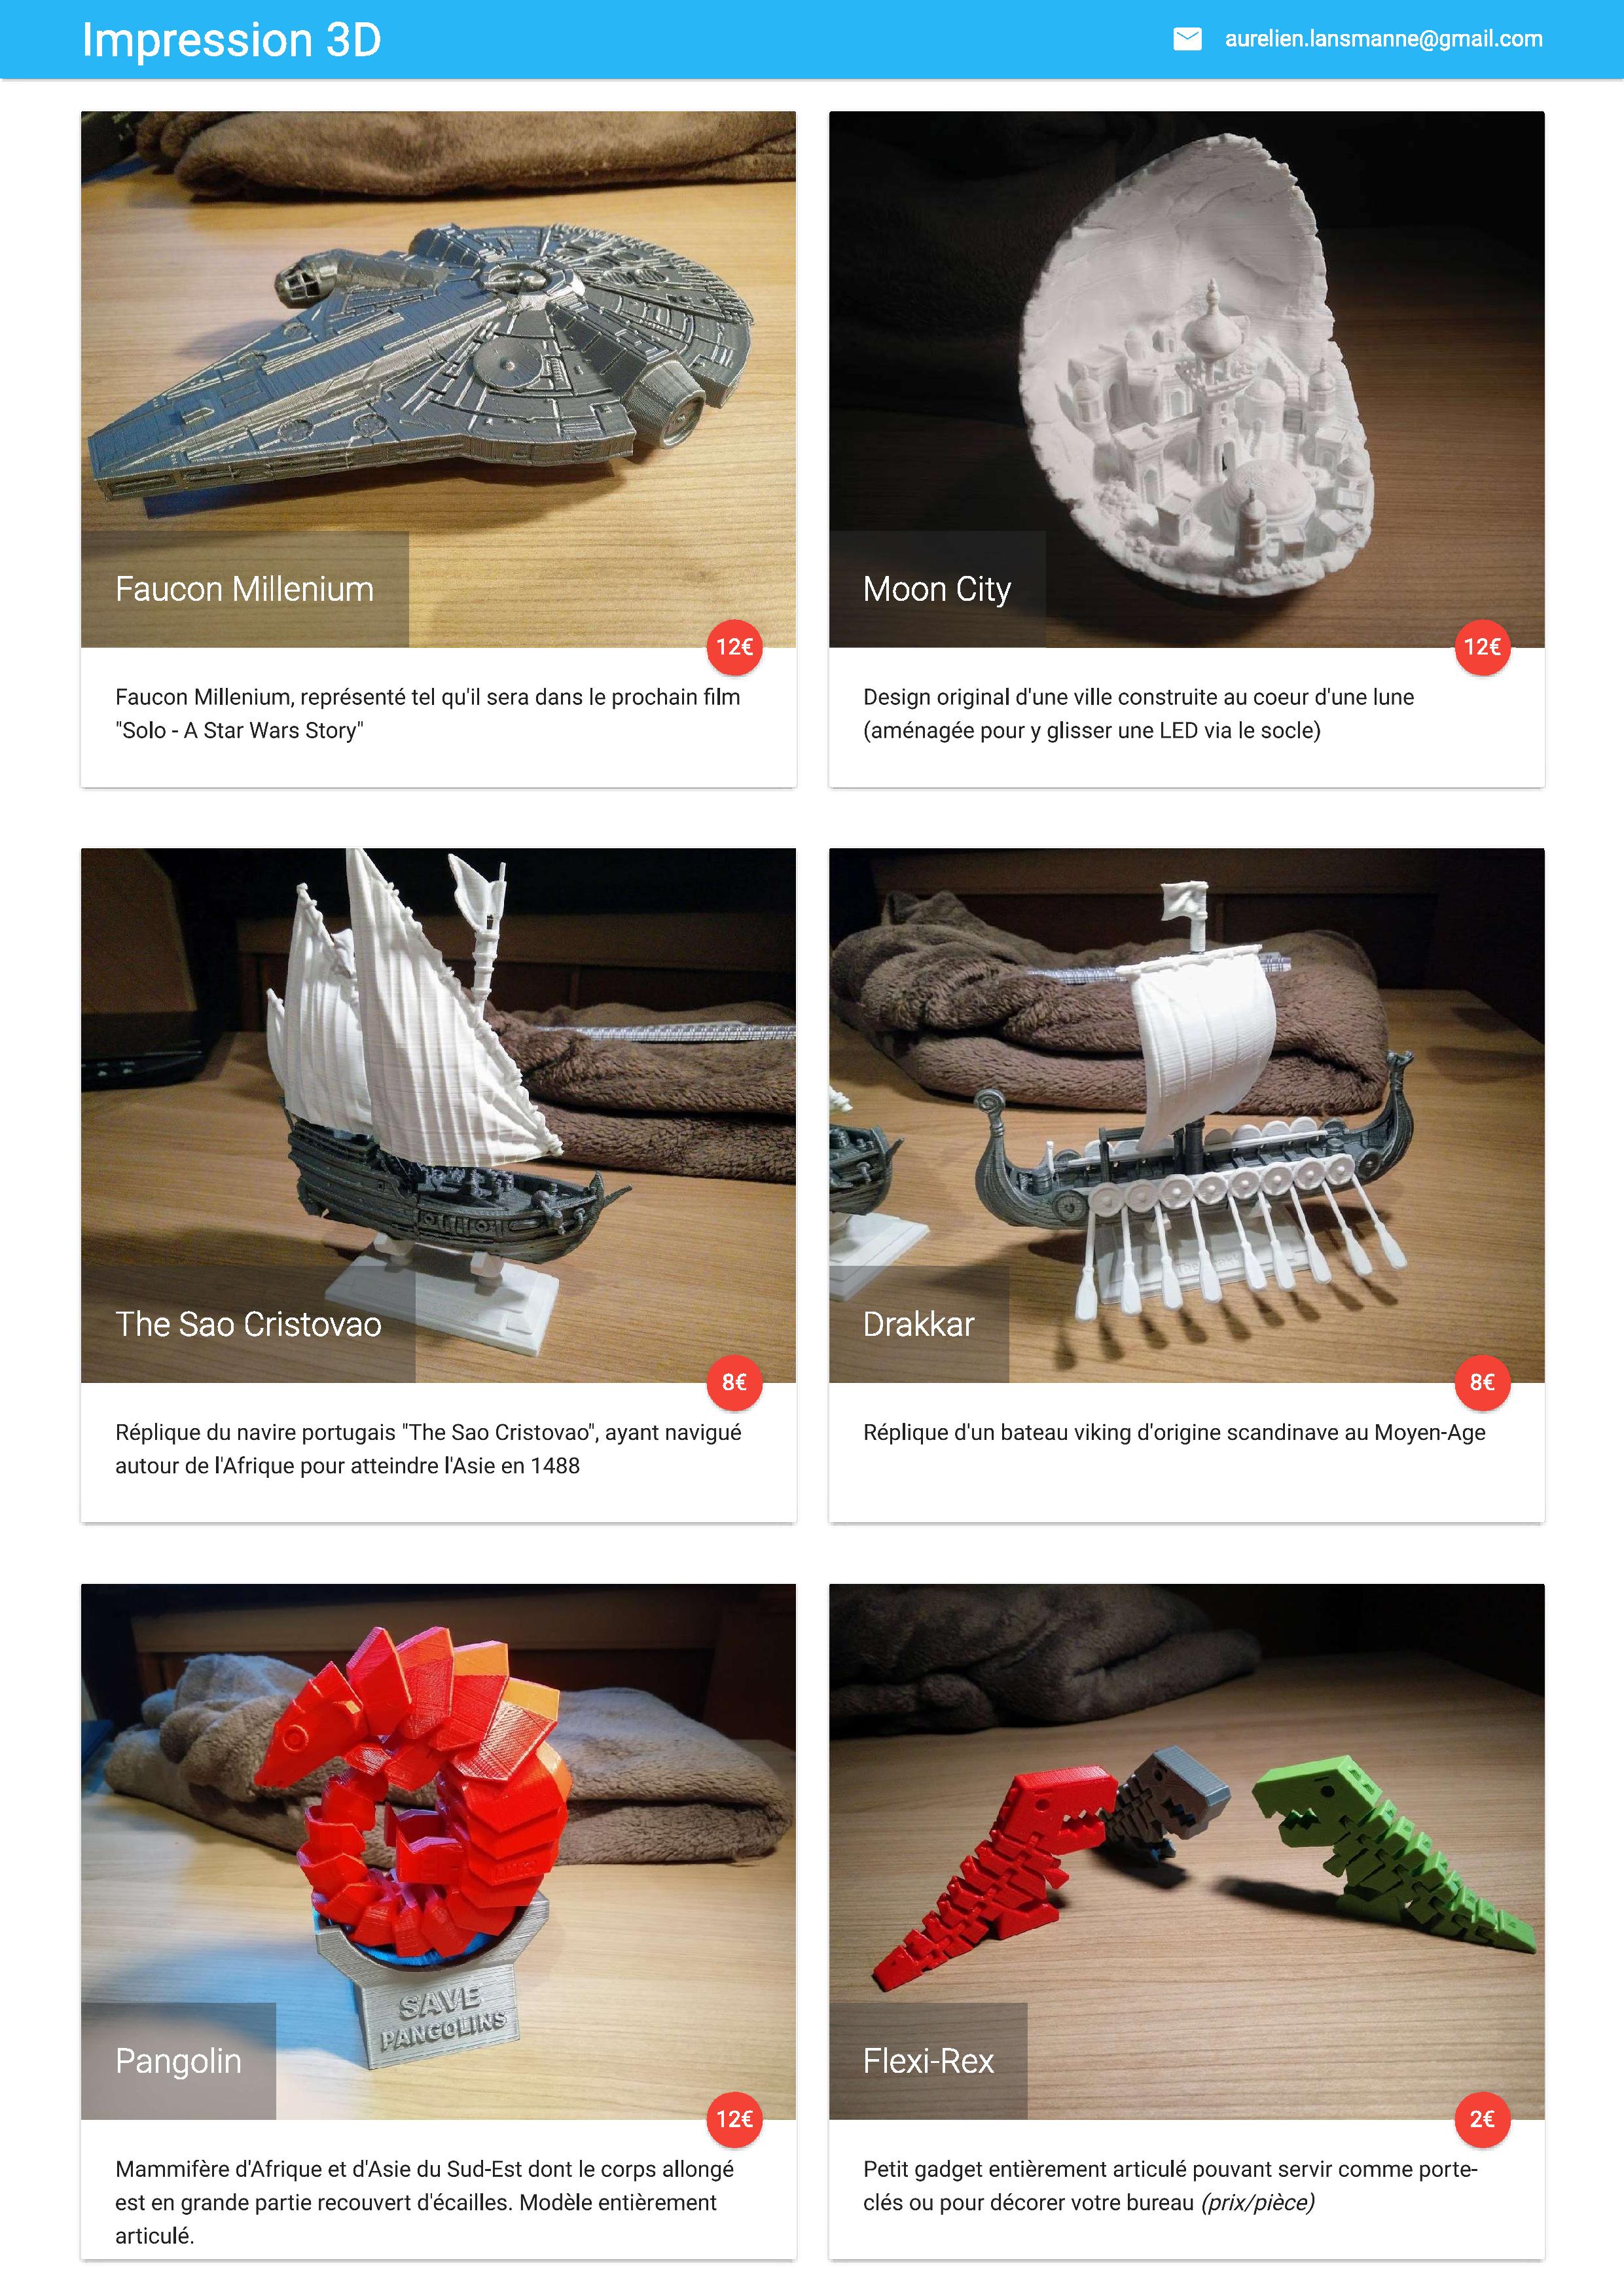 Impression 3D
aurelien.lansmanne@gmail.com
Faucon Millenium
12€
Faucon Millenium, représenté tel qu'il sera dans le prochain film
"Solo - A Star Wars Story"
Moon City
12€
Design original d'une ville construite au coeur d'une lune
(aménagée pour y glisser une LED via le socle)
The Sao Cristovao
8€
Réplique du navire portugais "The Sao Cristovao", ayant navigué
autour de l'Afrique pour atteindre l'Asie en 1488
Drakkar
8€
Réplique d'un bateau viking d'origine scandinave au Moyen-Age
SAVE
PANGOLINS
Pangolin
12€
Mammifère d'Afrique et d'Asie du Sud-Est dont le corps allongé
est en grande partie recouvert d'écailles. Modèle entièrement
articulé.
Flexi-Rex
2€
Petit gadget entièrement articulé pouvant servir comme porte-
clés ou pour décorer votre bureau (prix/pièce)